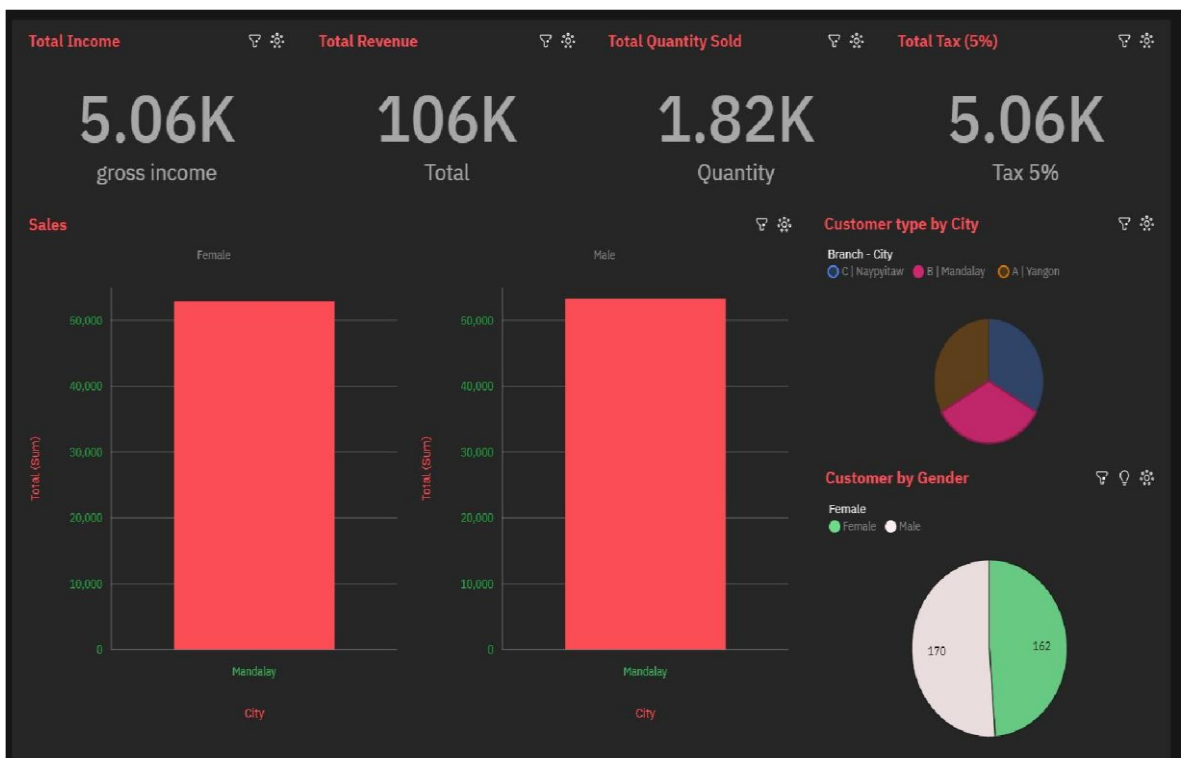 Total Income
Total Revenue
Total Quantity Sold
Total Tax (5%)
5.06K
106K
1.82K
5.06K
gross income
Total
Quantity
Tax 5%
Sales
Customer type by City
Female
Male
Branch - City
C | Naypyitaw B | Mandalay A | Yangon
50,000
40,000
30,000
20,000
10,000
0
Total (Sum)
Mandalay
City
50,000
40,000
30,000
20,000
10,000
0
Total (Sum)
Mandalay
City
Customer by Gender
Female
Female Male
170
162